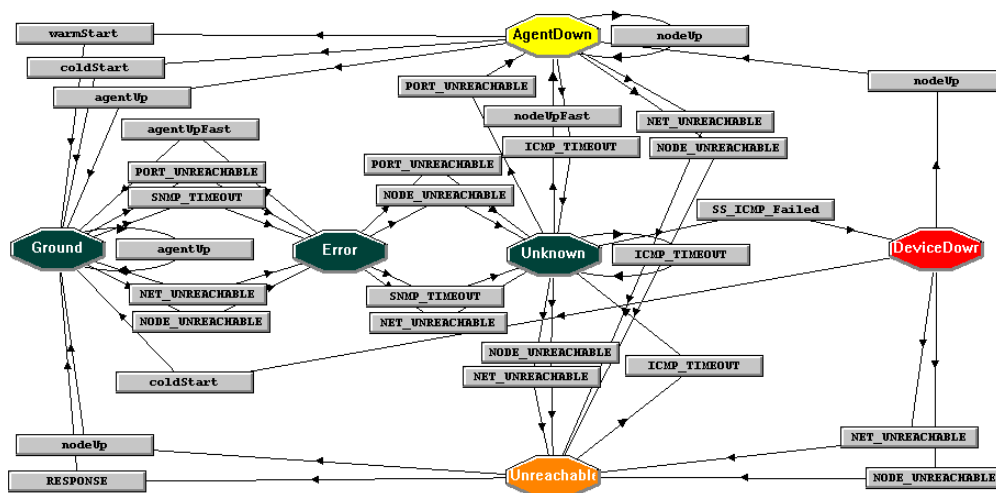 warmStart
AgentDown
nodeUp
coldStart
nodeUp
PORT_UNREACHABLE
agentUp
nodeUpFast
NET_UNREACHABLE
agentUpFast
ICMP_TIMEOUT
NODE_UNREACHABLE
PORT_UNREACHABLE
PORT_UNREACHABLE
SNMP_TIMEOUT
NODE_UNREACHABLE
SS_ICMP_Failed
Ground
agentUp
Error
Unknown
ICMP_TIMEOUT
DeviceDowr
NET_UNREACHABLE
SNMP_TIMEOUT
NODE_UNREACHABLE
NET_UNREACHABLE
NODE_UNREACHABLE
ICMP_TIMEOUT
coldStart
NET_UNREACHABLE
nodeUp
NET_UNREACHABLE
Unreachable
RESPONSE
NODE_UNREACHABLE